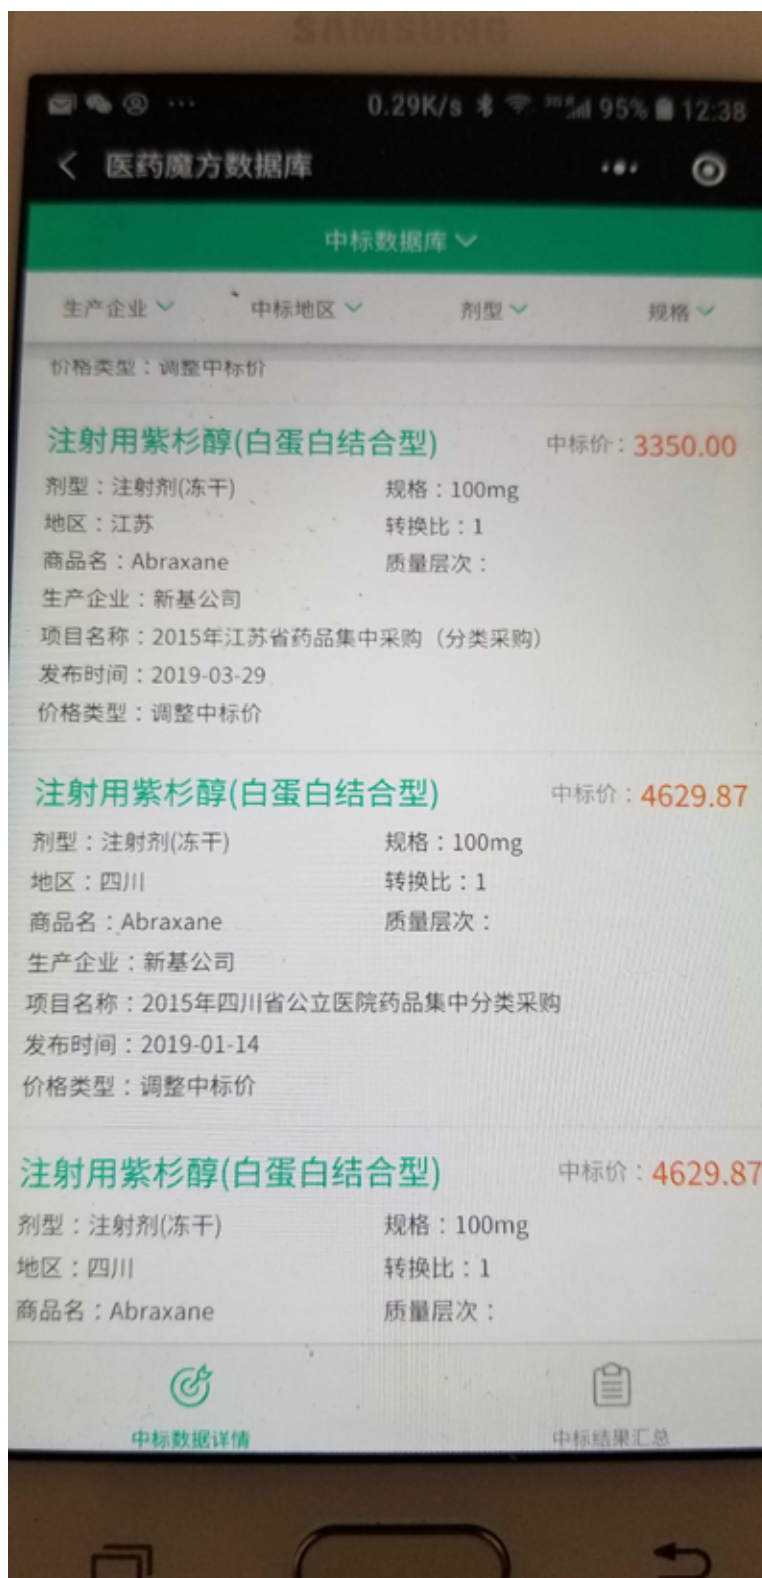 SAMSUNG
... 0.29K/s 95% 12:38
医药魔方数据库
中标数据库
生产企业 中标地区 剂型 规格
价格类型：调整中标价
注射用紫杉醇(白蛋白结合型) 中标价：3350.00
剂型：注射剂(冻干) 规格：100mg
地区：江苏 转换比：1
商品名：Abraxane 质量层次：
生产企业：新基公司
项目名称：2015年江苏省药品集中采购（分类采购）
发布时间：2019-03-29
价格类型：调整中标价
注射用紫杉醇(白蛋白结合型) 中标价：4629.87
剂型：注射剂(冻干) 规格：100mg
地区：四川 转换比：1
商品名：Abraxane 质量层次：
生产企业：新基公司
项目名称：2015年四川省公立医院药品集中分类采购
发布时间：2019-01-14
价格类型：调整中标价
注射用紫杉醇(白蛋白结合型) 中标价：4629.87
剂型：注射剂(冻干) 规格：100mg
地区：四川 转换比：1
商品名：Abraxane 质量层次：
中标数据详情 中标结果汇总